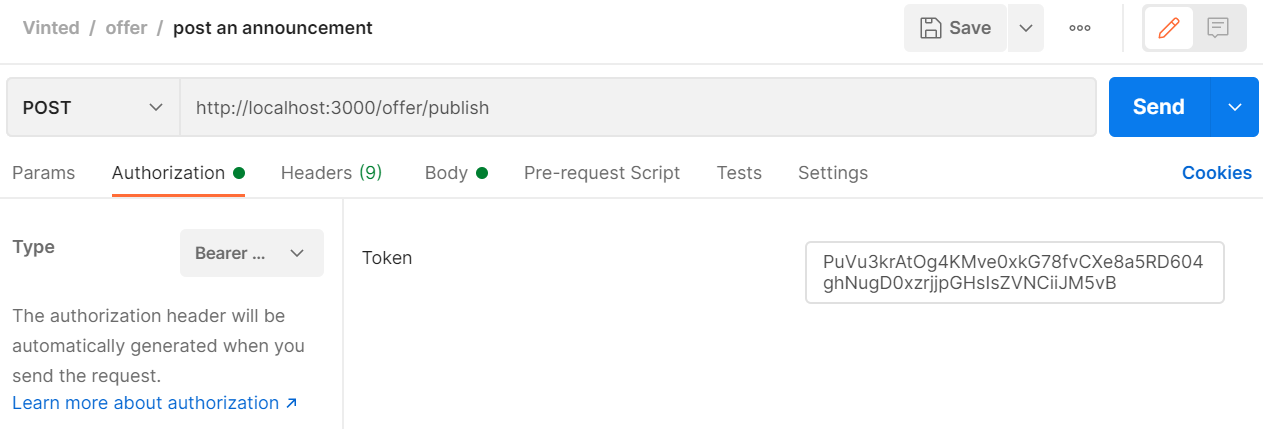 Vinted / offer / post an announcement
Save
POST
http://localhost:3000/offer/publish
Send
Params Authorization Headers (9) Body Pre-request Script Tests Settings Cookies
Type
Bearer ...
The authorization header will be
automatically generated when you
send the request.
Learn more about authorization ↗
Token
PuVu3krAtOg4KMve0xkG78fvCXe8a5RD604
ghNugD0xzrjjpGHsIsZVNCiiJM5vB